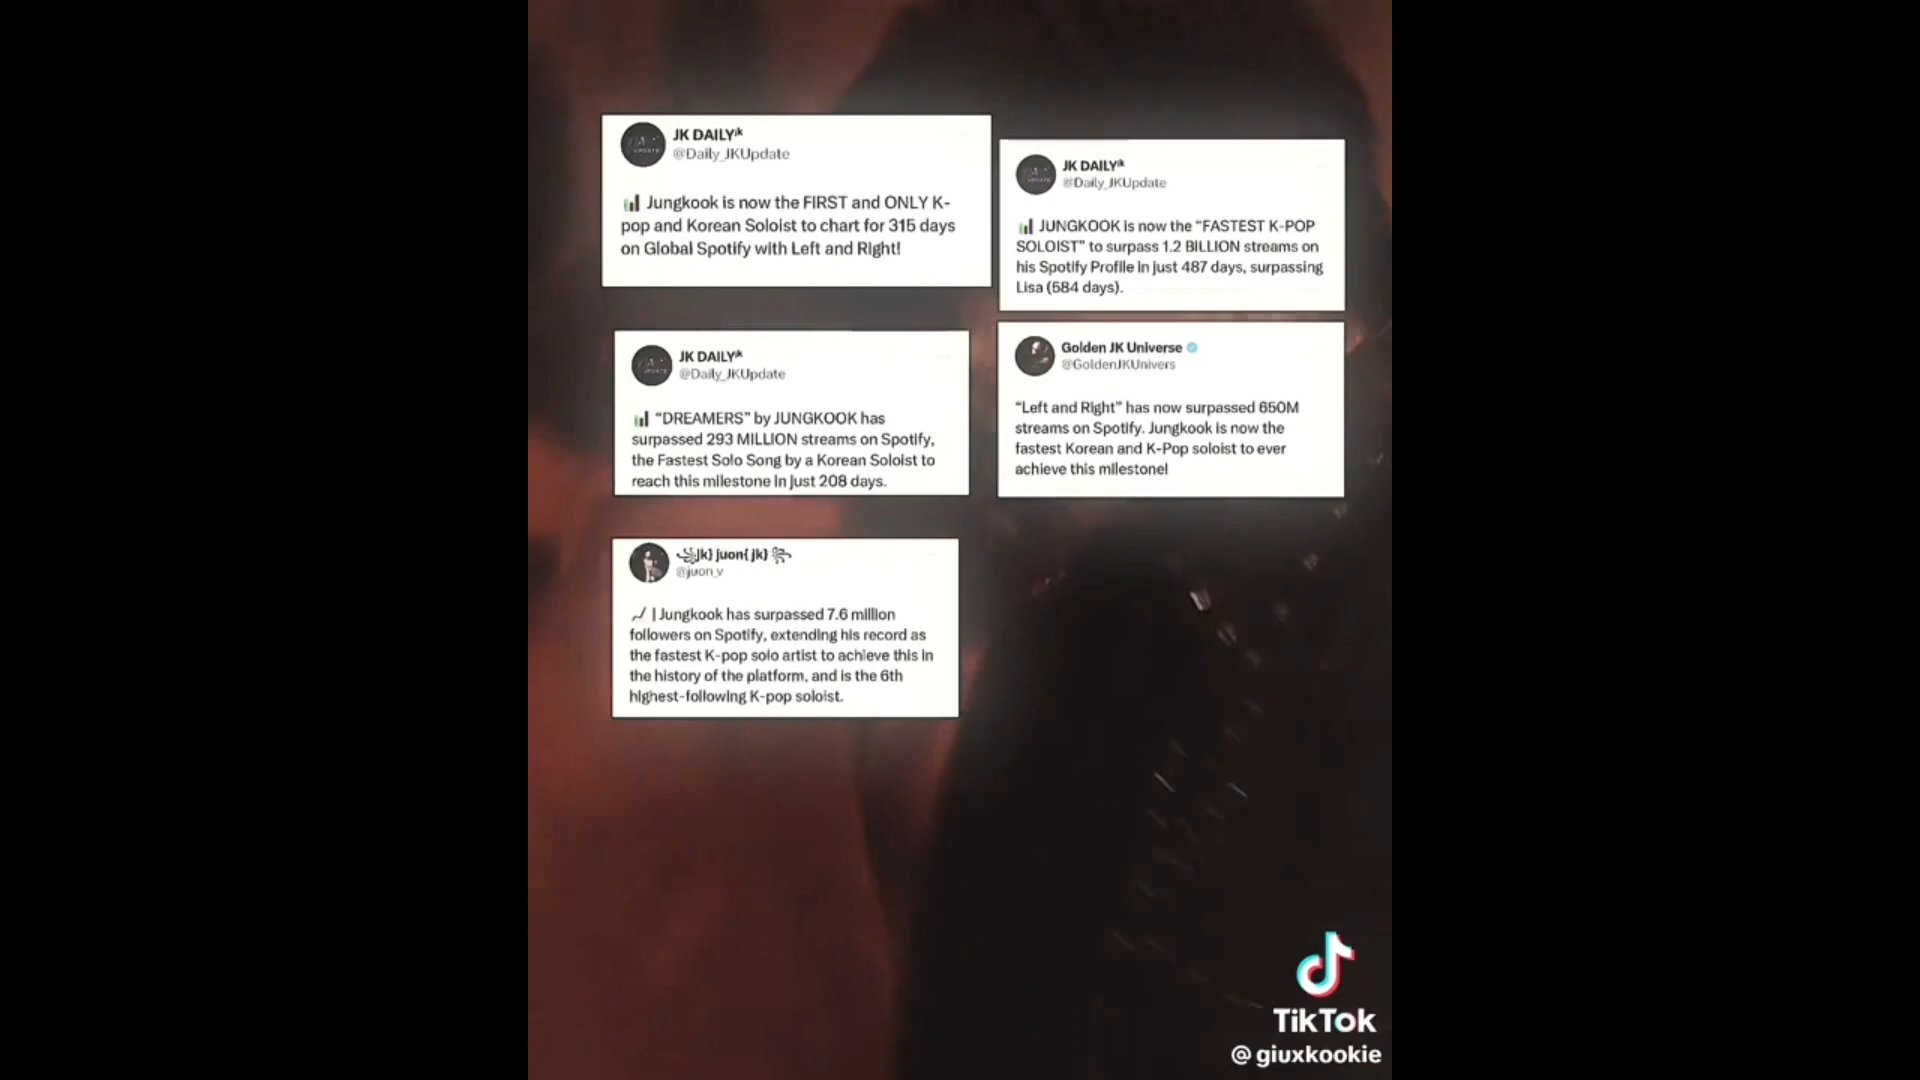 JK DAILYʲᵏ
@Daily_JKUpdate
Jungkook is now the FIRST and ONLY K-
pop and Korean Soloist to chart for 315 days
on Global Spotify with Left and Right!
JK DAILYʲᵏ
@Daily_JKUpdate
JUNGKOOK is now the “FASTEST K-POP
SOLOIST” to surpass 1.2 BILLION streams on
his Spotify Profile in just 487 days, surpassing
Lisa (584 days).
JK DAILYʲᵏ
@Daily_JKUpdate
“DREAMERS” by JUNGKOOK has
surpassed 293 MILLION streams on Spotify,
the Fastest Solo Song by a Korean Soloist to
reach this milestone in just 208 days.
Golden JK Universe
@GoldenJKUnivers
“Left and Right” has now surpassed 650M
streams on Spotify. Jungkook is now the
fastest Korean and K-Pop soloist to ever
achieve this milestone!
jk} juon{ jk}
@juon_v
| Jungkook has surpassed 7.6 million
followers on Spotify, extending his record as
the fastest K-pop solo artist to achieve this in
the history of the platform, and is the 6th
highest-following K-pop soloist.
TikTok
@giuxkookie